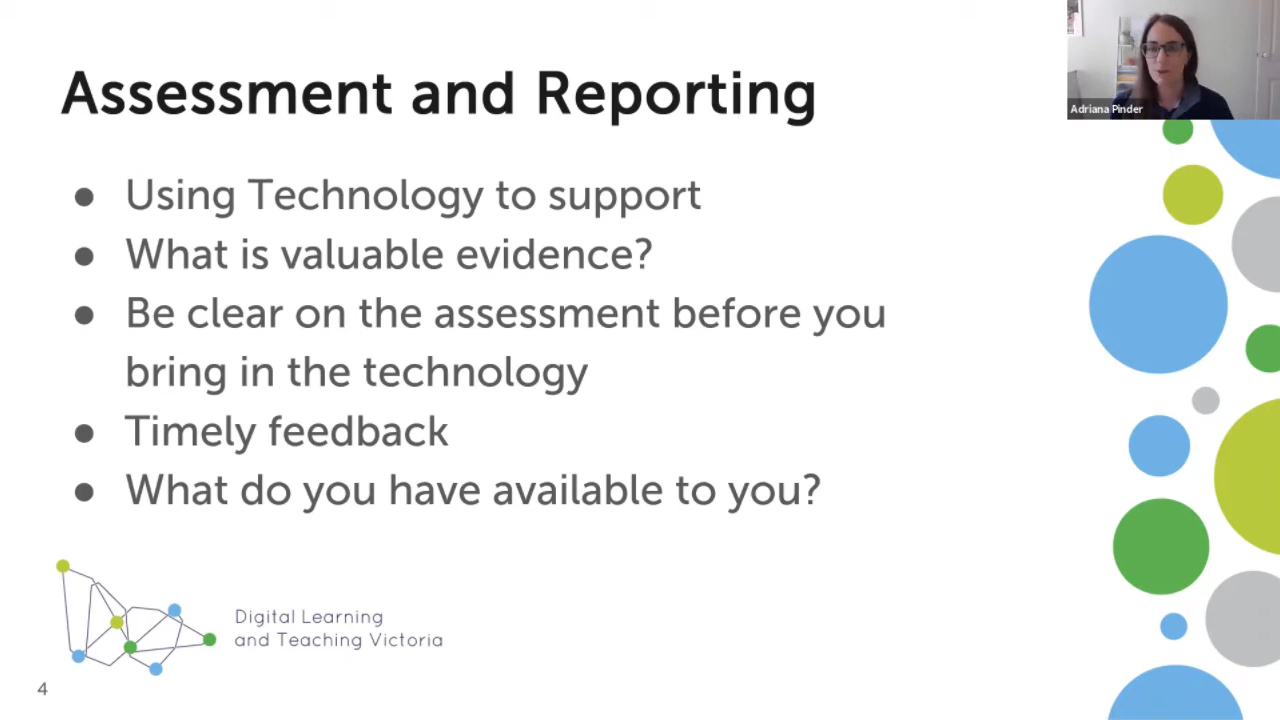 Assessment and Reporting
Adriana Pinder
● Using Technology to support
● What is valuable evidence?
● Be clear on the assessment before you
bring in the technology
● Timely feedback
● What do you have available to you?
Digital Learning
and Teaching Victoria
4